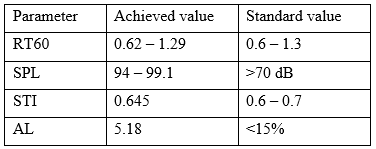 Parameter Achieved value Standard value
RT60 0.62 – 1.29 0.6 – 1.3
SPL 94 – 99.1 >70 dB
STI 0.645 0.6 – 0.7
AL 5.18 <15%